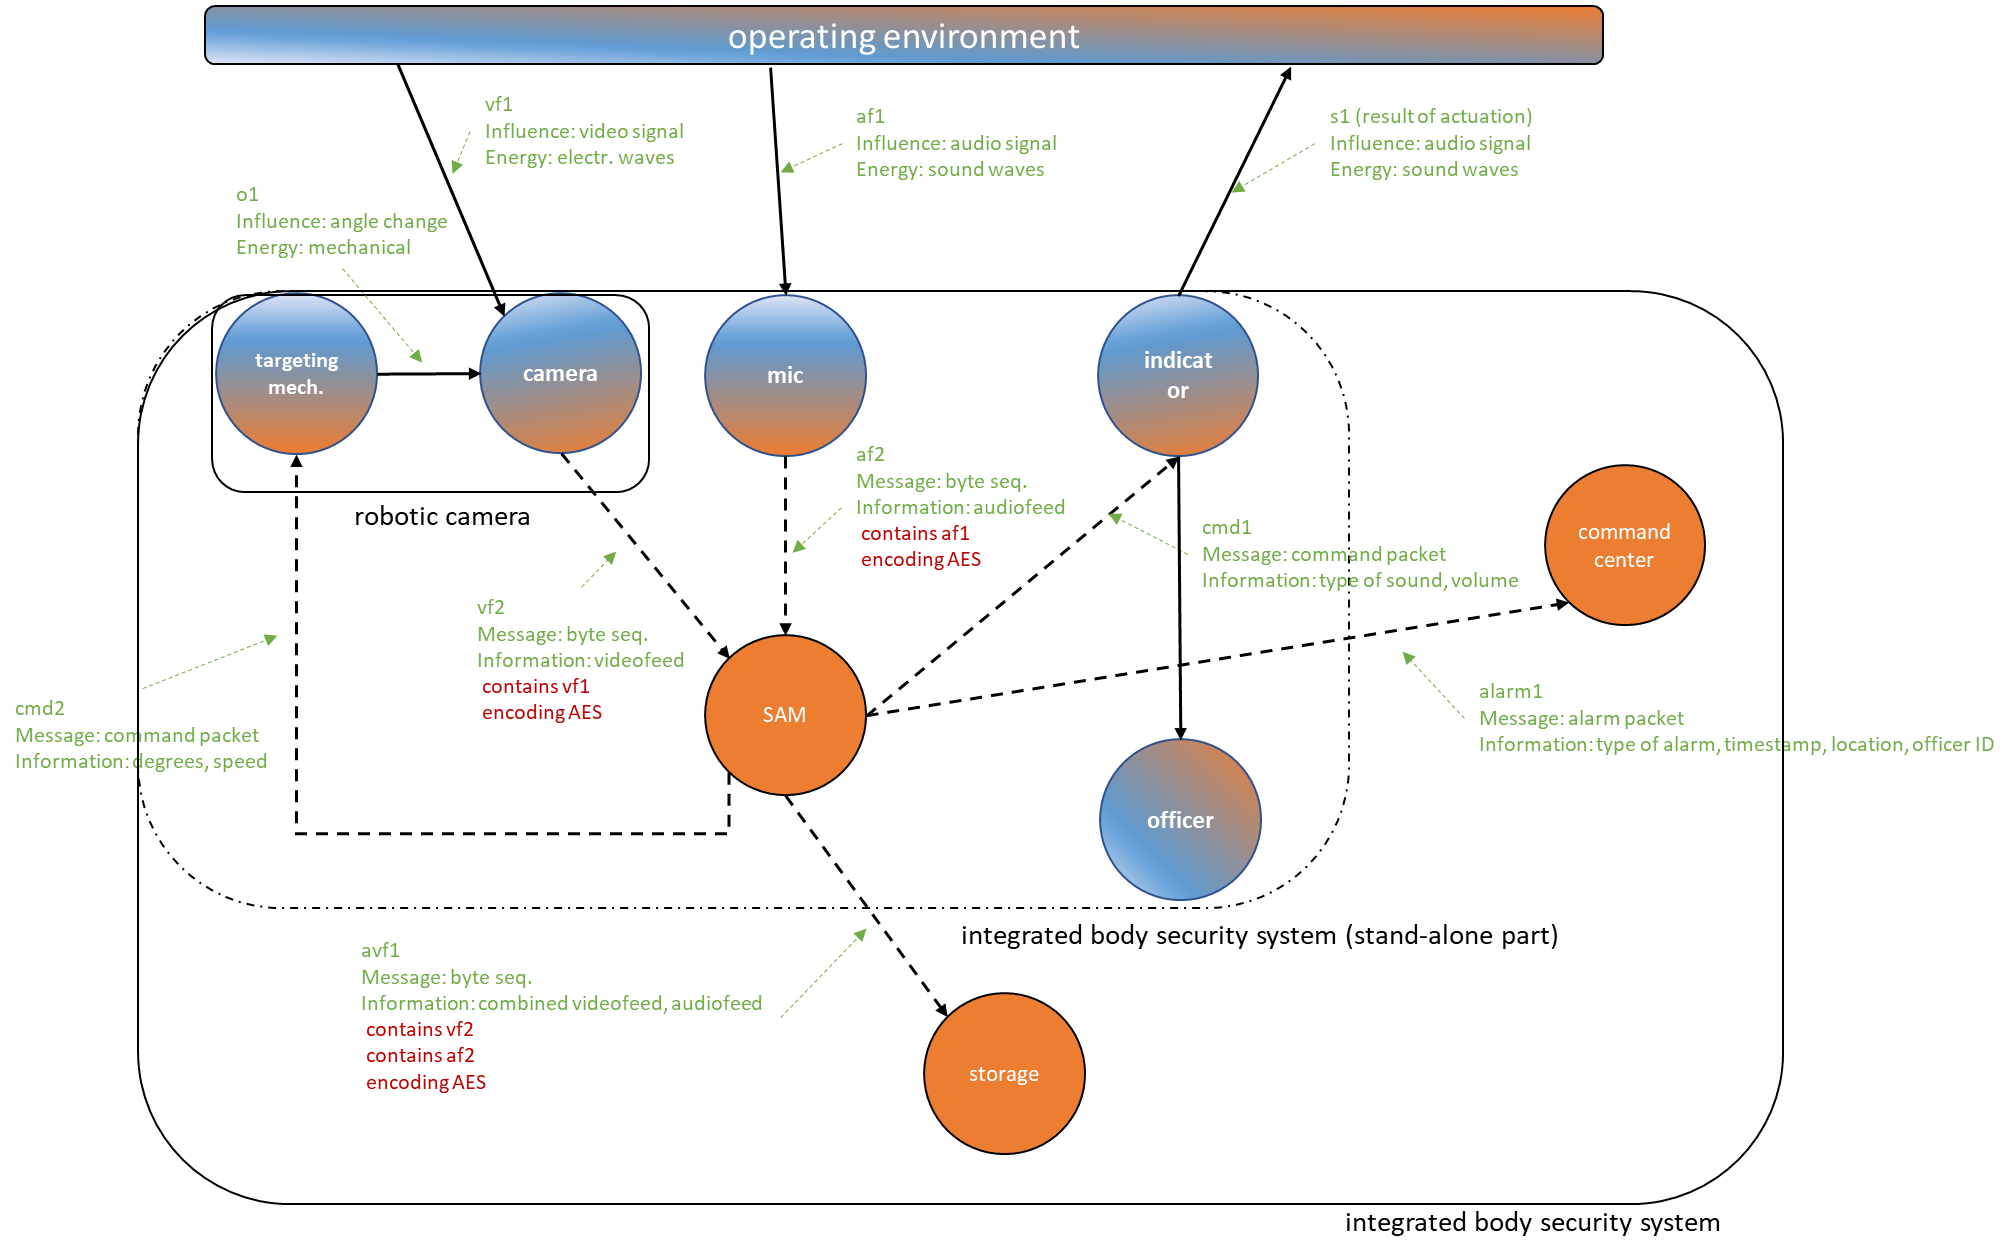 operating environment
vf1
Influence: video signal
Energy: electr. waves
af1
Influence: audio signal
Energy: sound waves
s1 (result of actuation)
Influence: audio signal
Energy: sound waves
o1
Influence: angle change
Energy: mechanical
targeting
mech.
camera
mic
indicat
or
robotic camera
af2
Message: byte seq.
Information: audiofeed
contains af1
encoding AES
cmd1
Message: command packet
Information: type of sound, volume
command
center
vf2
Message: byte seq.
Information: videofeed
contains vf1
encoding AES
cmd2
Message: command packet
Information: degrees, speed
SAM
alarm1
Message: alarm packet
Information: type of alarm, timestamp, location, officer ID
officer
integrated body security system (stand-alone part)
avf1
Message: byte seq.
Information: combined videofeed, audiofeed
contains vf2
contains af2
encoding AES
storage
integrated body security system